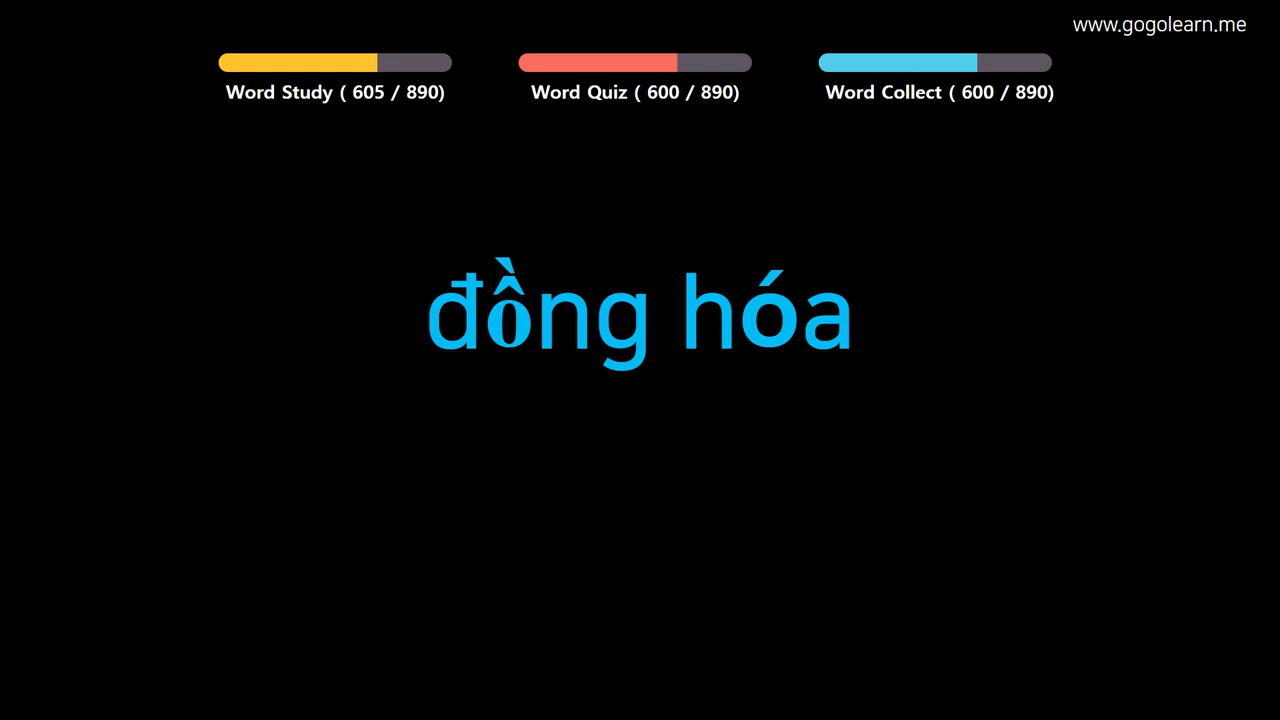 www.gogolearn.me
Word Study ( 605 / 890)
Word Quiz ( 600 / 890)
Word Collect ( 600 / 890)
đồng hóa